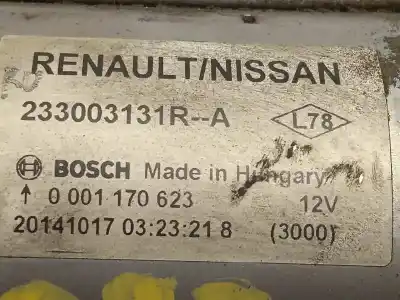 RENAULT/NISSAN
233003131R--A L78
BOSCH Made in Hungary
0 001 170 623 12V
20141017 03:23:21 8 (3000)